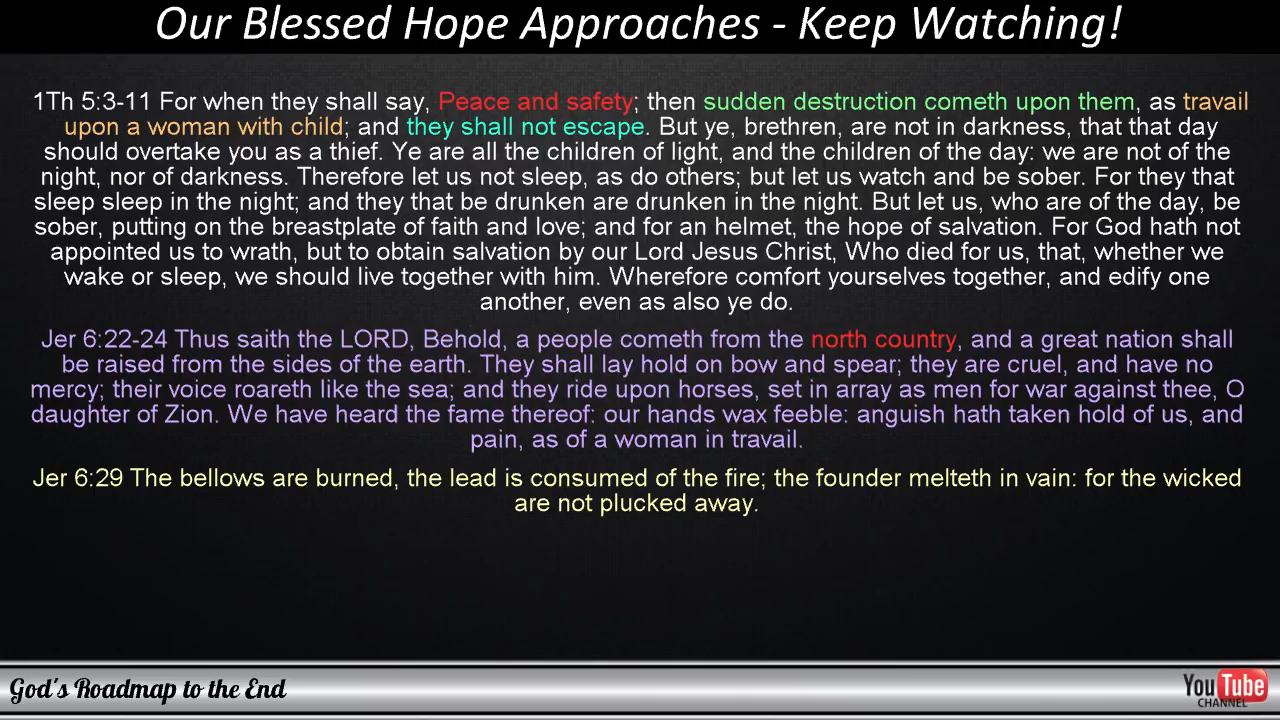 Our Blessed Hope Approaches - Keep Watching!
1Th 5:3-11 For when they shall say, Peace and safety; then sudden destruction cometh upon them, as travail
upon a woman with child; and they shall not escape. But ye, brethren, are not in darkness, that that day
should overtake you as a thief. Ye are all the children of light, and the children of the day: we are not of the
night, nor of darkness. Therefore let us not sleep, as do others; but let us watch and be sober. For they that
sleep sleep in the night; and they that be drunken are drunken in the night. But let us, who are of the day, be
sober, putting on the breastplate of faith and love; and for an helmet, the hope of salvation. For God hath not
appointed us to wrath, but to obtain salvation by our Lord Jesus Christ, Who died for us, that, whether we
wake or sleep, we should live together with him. Wherefore comfort yourselves together, and edify one
another, even as also ye do.
Jer 6:22-24 Thus saith the LORD, Behold, a people cometh from the north country, and a great nation shall
be raised from the sides of the earth. They shall lay hold on bow and spear; they are cruel, and have no
mercy; their voice roareth like the sea; and they ride upon horses, set in array as men for war against thee, O
daughter of Zion. We have heard the fame thereof: our hands wax feeble: anguish hath taken hold of us, and
pain, as of a woman in travail.
Jer 6:29 The bellows are burned, the lead is consumed of the fire; the founder melteth in vain: for the wicked
are not plucked away.
God's Roadmap to the End
YouTube
CHANNEL